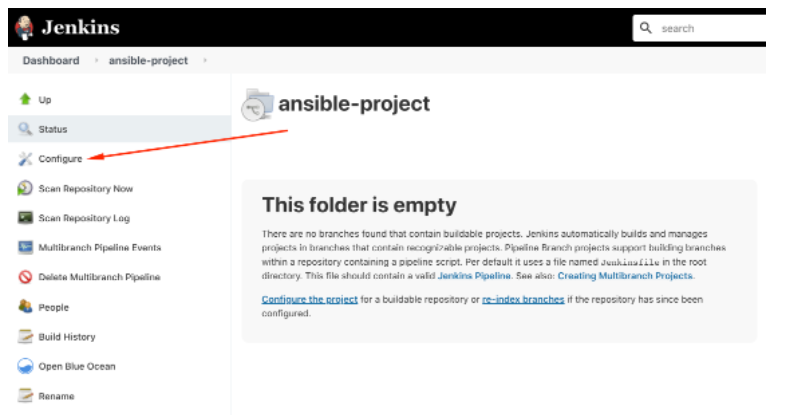 Jenkins
search
Dashboard › ansible-project ›
Up
Status
Configure
Scan Repository Now
Scan Repository Log
Multibranch Pipeline Events
Delete Multibranch Pipeline
People
Build History
Open Blue Ocean
Rename
ansible-project
This folder is empty
There are no branches found that contain buildable projects. Jenkins automatically builds and manages
projects in branches that contain recognizable projects. Pipeline Branch projects support building branches
within a repository containing a pipeline script. Per default it uses a file named Jenkinsfile in the root
directory. This file should contain a valid Jenkins Pipeline. See also: Creating Multibranch Projects.
Configure the project for a buildable repository or re-index branches if the repository has since been
configured.